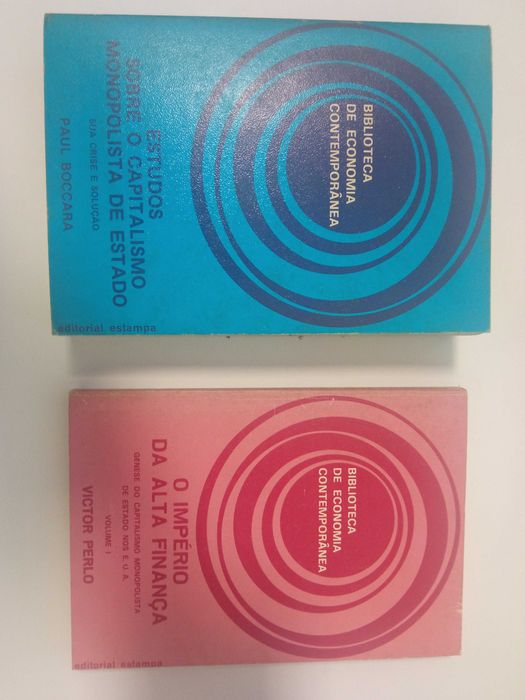 BIBLIOTECA
DE ECONOMIA
CONTEMPORÂNEA
ESTUDOS
SOBRE O CAPITALISMO
MONOPOLISTA DE ESTADO
SUA CRISE E SOLUÇÃO
PAUL BOCCARA
editorial estampa
BIBLIOTECA
DE ECONOMIA
CONTEMPORÂNEA
O IMPÉRIO
DA ALTA FINANÇA
GÉNESE DO CAPITALISMO MONOPOLISTA
DE ESTADO NOS E. U. A.
VOLUME I
VICTOR PERLO
editorial estampa